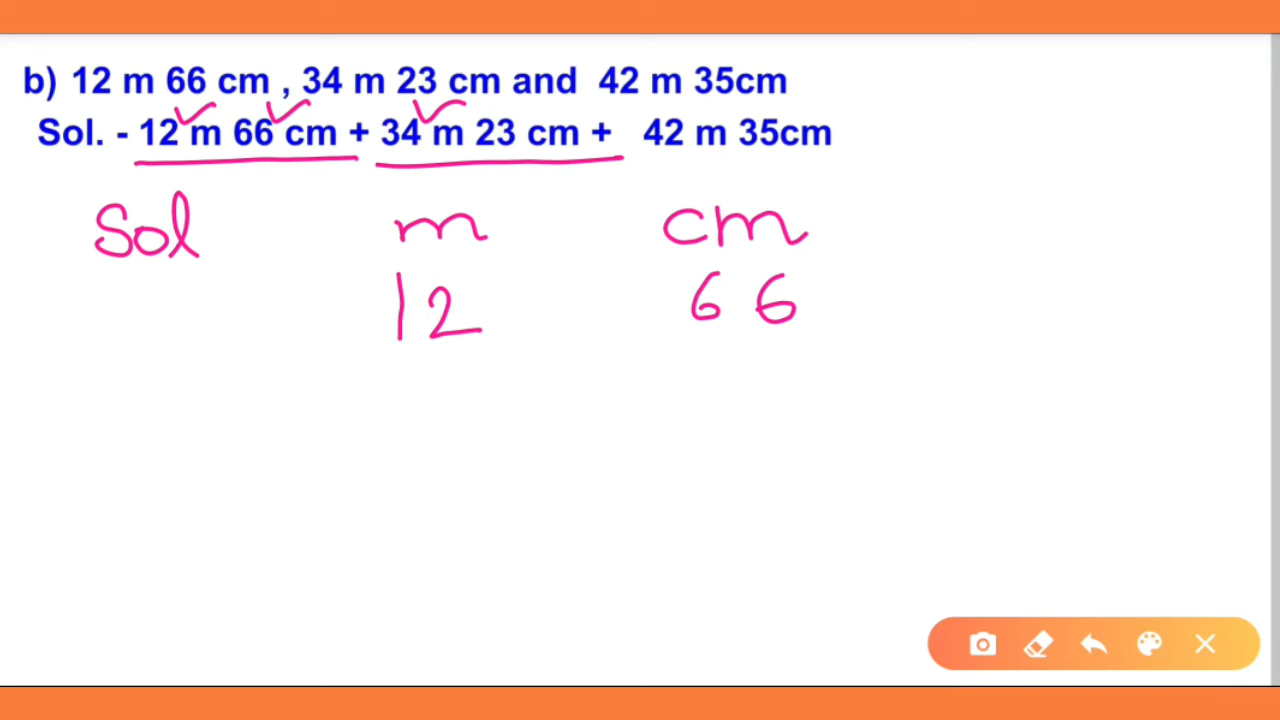 b) 12 m 66 cm , 34 m 23 cm and 42 m 35cm
Sol. - 12 m 66 cm + 34 m 23 cm + 42 m 35cm
Sol m cm
12 66